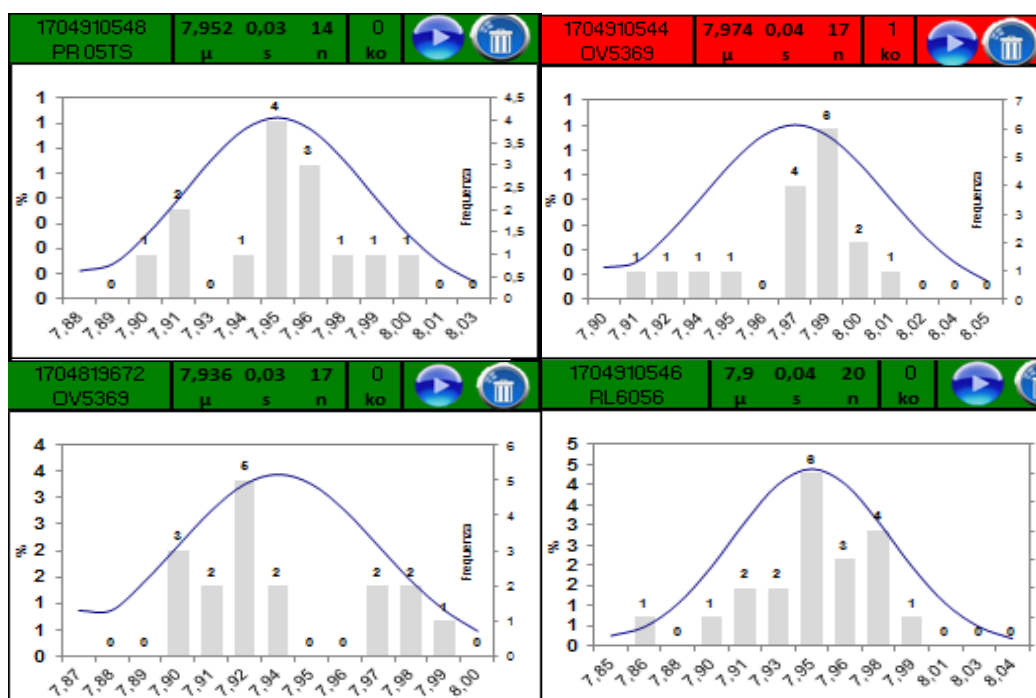 1704910548
PR 05TS
7,952 0,03 14
µ s n
0
ko
1
1
1
1
0
0
0
0
0
%
4,5
4
3,5
3
2,5
2
1,5
1
0,5
0
Frequenza
0 1 2 0 1 4 3 1 1 1 0 0
7,88 7,89 7,90 7,91 7,93 7,94 7,95 7,96 7,98 7,99 8,00 8,01 8,03
1704910544
OV5369
7,974 0,04 17
µ s n
1
ko
1
1
1
1
0
0
0
0
0
%
7
6
5
4
3
2
1
0
Frequenza
1 1 1 1 0 4 6 2 1 0 0 0
7,90 7,91 7,92 7,94 7,95 7,96 7,97 7,99 8,00 8,01 8,02 8,04 8,05
1704819672
OV5369
7,936 0,03 17
µ s n
0
ko
4
4
3
3
2
2
1
1
0
%
6
5
4
3
2
1
0
Frequenza
0 0 3 2 5 2 0 0 2 2 1 0
7,87 7,88 7,89 7,90 7,91 7,92 7,94 7,95 7,96 7,97 7,98 7,99 8,00
1704910546
RL6056
7,9 0,04 20
µ s n
0
ko
5
5
4
4
3
3
2
2
1
1
0
%
1 0 1 2 2 6 3 4 1 0 0 0
7,85 7,86 7,88 7,90 7,91 7,93 7,95 7,96 7,98 7,99 8,01 8,03 8,04